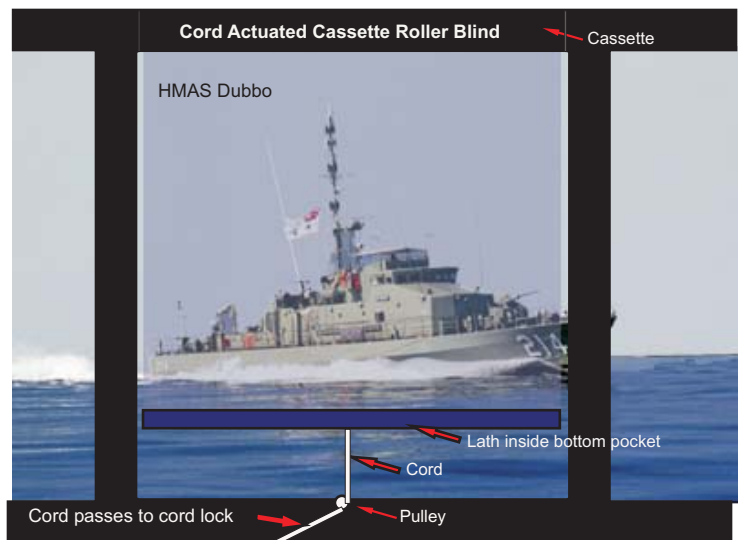 Cord Actuated Cassette Roller Blind
Cassette
HMAS Dubbo
214
Lath inside bottom pocket
Cord
Cord passes to cord lock
Pulley